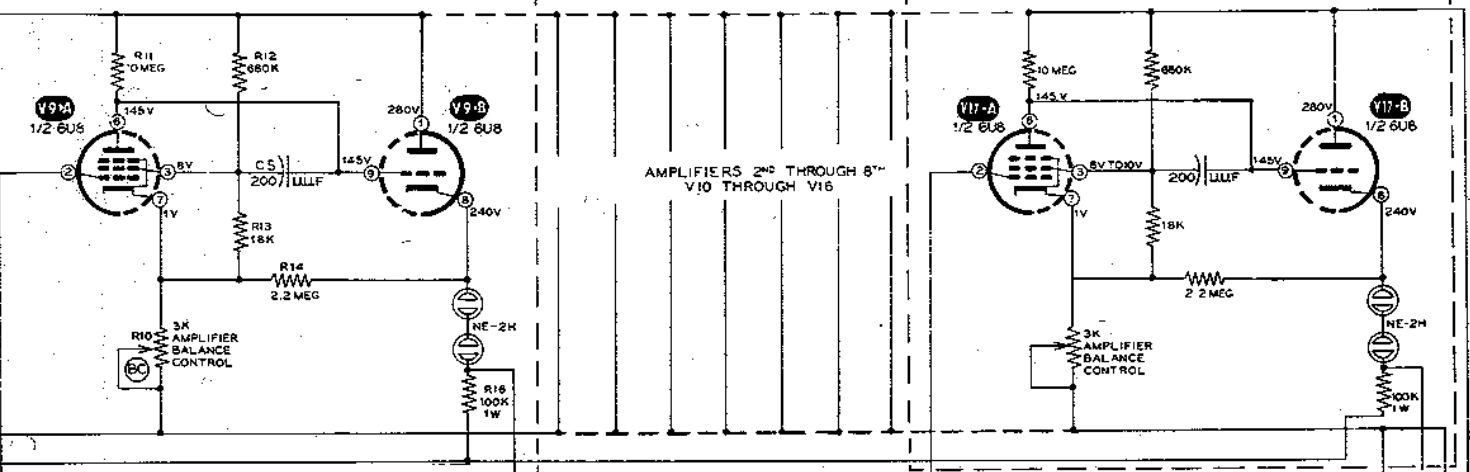 R11
10 MEG
R12
680K
V9-A
1/2 6U8
145V
6
280V
1
V9-B
1/2 6U8
2
3
8V
C5
200
UUF
145V
9
7
1V
8
240V
R13
18K
R14
2.2 MEG
R10
3K
AMPLIFIER
BALANCE
CONTROL
BC
NE-2H
R16
100K
1W
AMPLIFIERS 2ND THROUGH 8TH
V10 THROUGH V16
10 MEG
680K
V17-A
1/2 6U8
145V
6
280V
1
V17-B
1/2 6U8
2
3
8V TO 10V
200
UUF
145V
9
7
1V
8
240V
18K
2.2 MEG
3K
AMPLIFIER
BALANCE
CONTROL
NE-2H
100K
1W